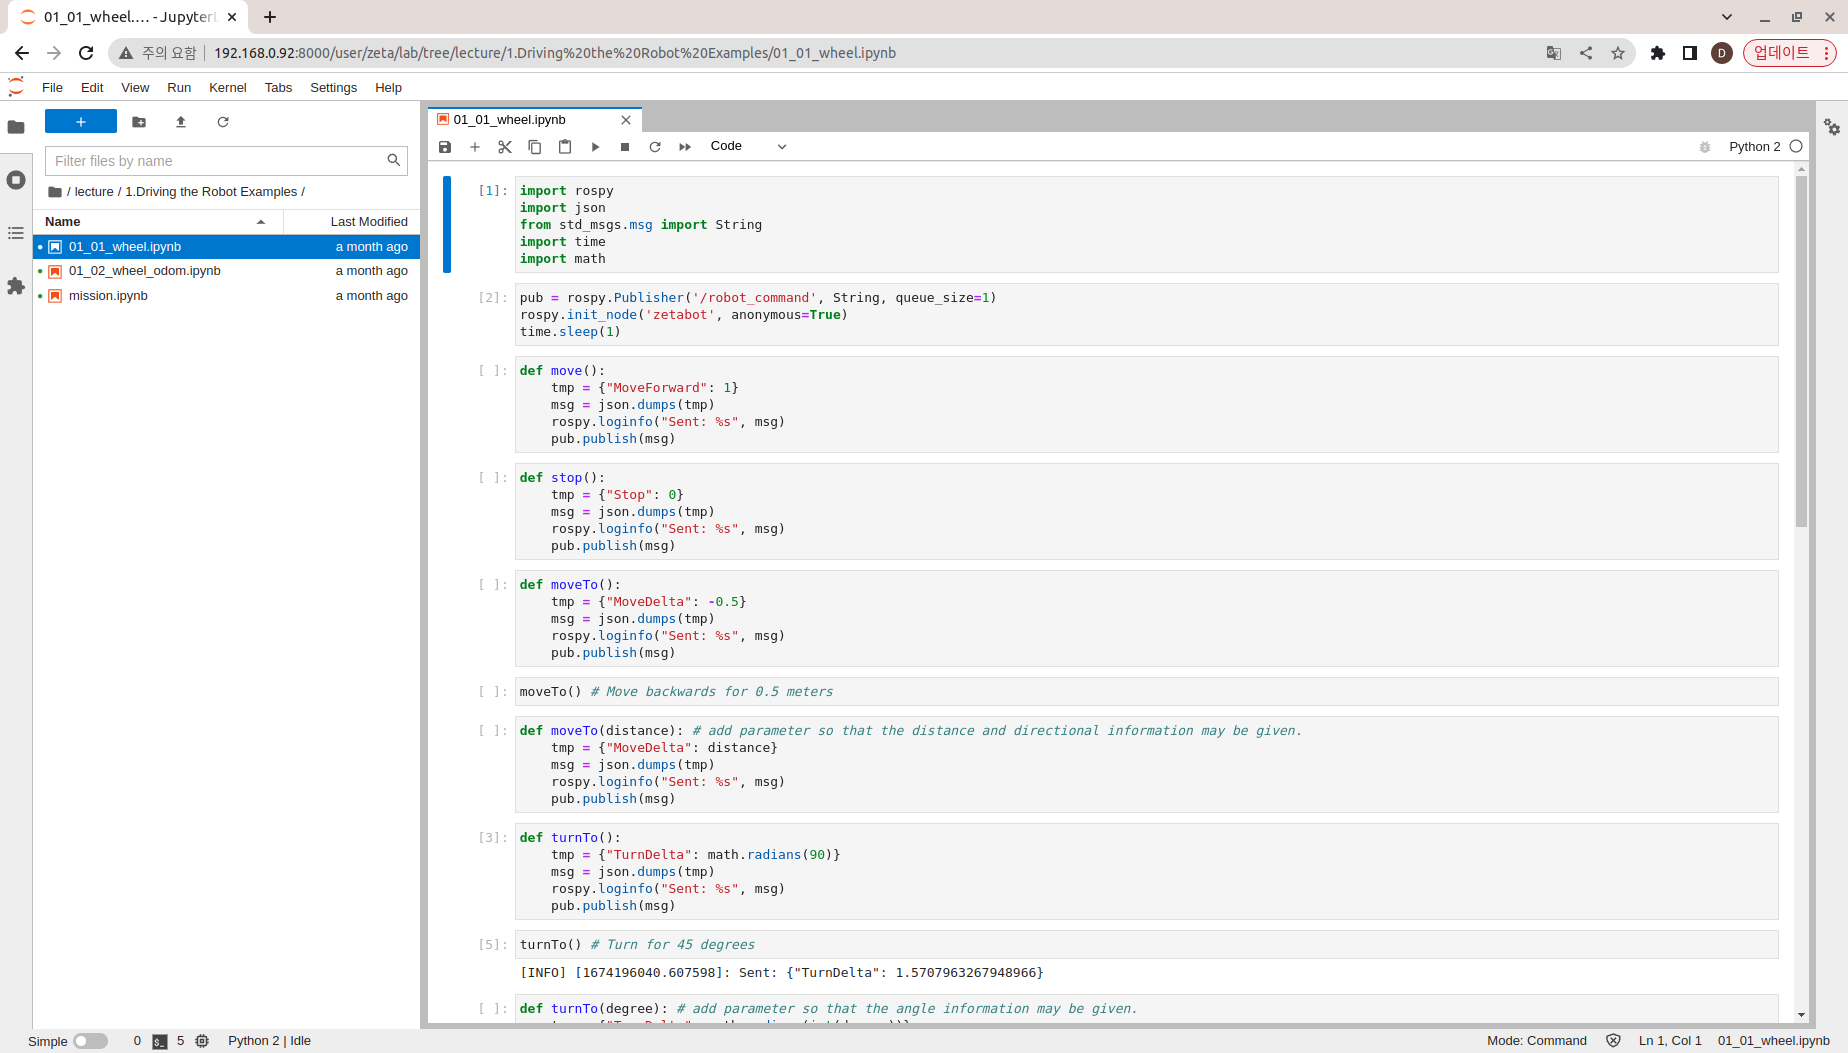 01_01_wheel.... - JupyterL
주의 요함
192.168.0.92:8000/user/zeta/lab/tree/lecture/1.Driving%20the%20Robot%20Examples/01_01_wheel.ipynb
D
업데이트
File Edit View Run Kernel Tabs Settings Help
Filter files by name
/ lecture / 1.Driving the Robot Examples /
Name Last Modified
01_01_wheel.ipynb a month ago
01_02_wheel_odom.ipynb a month ago
mission.ipynb a month ago
01_01_wheel.ipynb
Code
Python 2
[1]: import rospy
import json
from std_msgs.msg import String
import time
import math
[2]: pub = rospy.Publisher('/robot_command', String, queue_size=1)
rospy.init_node('zetabot', anonymous=True)
time.sleep(1)
[ ]: def move():
tmp = {"MoveForward": 1}
msg = json.dumps(tmp)
rospy.loginfo("Sent: %s", msg)
pub.publish(msg)
[ ]: def stop():
tmp = {"Stop": 0}
msg = json.dumps(tmp)
rospy.loginfo("Sent: %s", msg)
pub.publish(msg)
[ ]: def moveTo():
tmp = {"MoveDelta": -0.5}
msg = json.dumps(tmp)
rospy.loginfo("Sent: %s", msg)
pub.publish(msg)
[ ]: moveTo() # Move backwards for 0.5 meters
[ ]: def moveTo(distance): # add parameter so that the distance and directional information may be given.
tmp = {"MoveDelta": distance}
msg = json.dumps(tmp)
rospy.loginfo("Sent: %s", msg)
pub.publish(msg)
[3]: def turnTo():
tmp = {"TurnDelta": math.radians(90)}
msg = json.dumps(tmp)
rospy.loginfo("Sent: %s", msg)
pub.publish(msg)
[5]: turnTo() # Turn for 45 degrees
[INFO] [1674196040.607598]: Sent: {"TurnDelta": 1.5707963267948966}
[ ]: def turnTo(degree): # add parameter so that the angle information may be given.
Simple 0 5 Python 2 | Idle
Mode: Command Ln 1, Col 1 01_01_wheel.ipynb